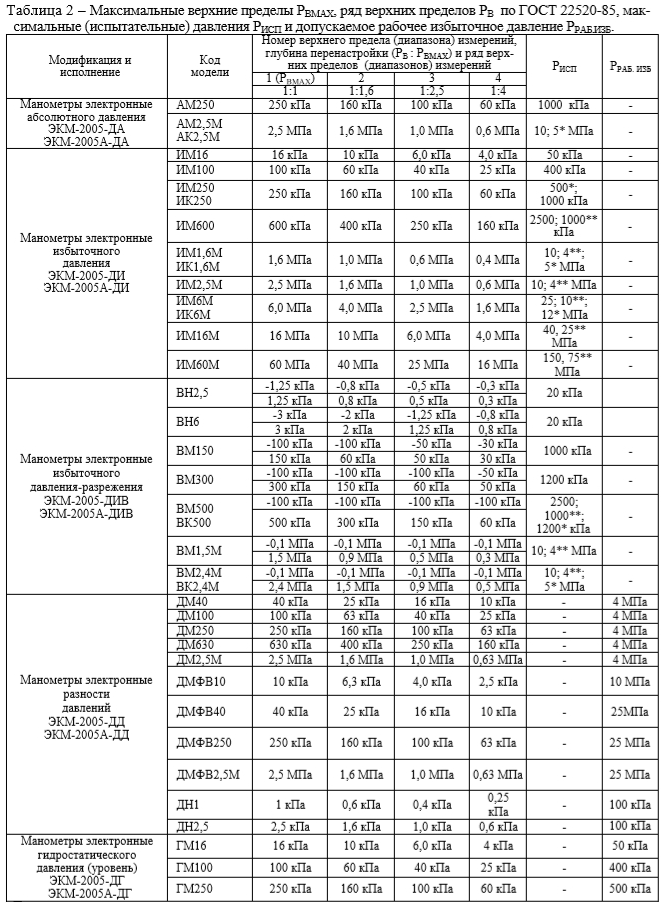 Таблица 2 – Максимальные верхние пределы PВМАХ, ряд верхних пределов PВ по ГОСТ 22520-85, мак-
симальные (испытательные) давления РИСП и допускаемое рабочее избыточное давление РРАБ.ИЗБ.
Модификация и исполнение Код модели Номер верхнего предела (диапазона) измерений, глубина перенастройки (РВ : РВМАХ) и ряд верх-них пределов (диапазонов) измерений РИСП РРАБ. ИЗБ
1 (РВМАХ) 2 3 4
1:1 1:1,6 1:2,5 1:4
Манометры электронные абсолютного давления ЭКМ-2005-ДА ЭКМ-2005А-ДА
АМ250 250 кПа 160 кПа 100 кПа 60 кПа 1000 кПа -
АМ2,5М АК2,5М 2,5 МПа 1,6 МПа 1,0 МПа 0,6 МПа 10; 5* МПа -
Манометры электронные избыточного давления ЭКМ-2005-ДИ ЭКМ-2005А-ДИ
ИМ16 16 кПа 10 кПа 6,0 кПа 4,0 кПа 50 кПа -
ИМ100 100 кПа 60 кПа 40 кПа 25 кПа 400 кПа -
ИМ250 ИК250 250 кПа 160 кПа 100 кПа 60 кПа 500*; 1000 кПа -
ИМ600 600 кПа 400 кПа 250 кПа 160 кПа 2500; 1000** кПа -
ИМ1,6М ИК1,6М 1,6 МПа 1,0 МПа 0,6 МПа 0,4 МПа 10; 4**; 5* МПа -
ИМ2,5М 2,5 МПа 1,6 МПа 1,0 МПа 0,6 МПа 10; 4** МПа -
ИМ6М ИК6М 6,0 МПа 4,0 МПа 2,5 МПа 1,6 МПа 25; 10**; 12* МПа -
ИМ16М 16 МПа 10 МПа 6,0 МПа 4,0 МПа 40, 25** МПа -
ИМ60М 60 МПа 40 МПа 25 МПа 16 МПа 150, 75** МПа -
Манометры электронные избыточного давления-разрежения ЭКМ-2005-ДИВ ЭКМ-2005А-ДИВ
ВН2,5 -1,25 кПа -0,8 кПа -0,5 кПа -0,3 кПа 20 кПа
1,25 кПа 0,8 кПа 0,5 кПа 0,3 кПа
ВН6 -3 кПа -2 кПа -1,25 кПа -0,8 кПа 20 кПа
3 кПа 2 кПа 1,25 кПа 0,8 кПа
ВМ150 -100 кПа -100 кПа -50 кПа -30 кПа 1000 кПа -
150 кПа 60 кПа 50 кПа 30 кПа
ВМ300 -100 кПа -100 кПа -100 кПа -50 кПа 1200 кПа -
300 кПа 150 кПа 60 кПа 50 кПа
ВМ500 ВК500 -100 кПа -100 кПа -100 кПа -100 кПа 2500; 1000**; 1200* кПа -
500 кПа 300 кПа 150 кПа 60 кПа
ВМ1,5М -0,1 МПа -0,1 МПа -0,1 МПа -0,1 МПа 10; 4** МПа -
1,5 МПа 0,9 МПа 0,5 МПа 0,3 МПа
ВМ2,4М ВК2,4М -0,1 МПа -0,1 МПа -0,1 МПа -0,1 МПа 10; 4**; 5* МПа -
2,4 МПа 1,5 МПа 0,9 МПа 0,5 МПа
Манометры электронные разности давлений ЭКМ-2005-ДД ЭКМ-2005А-ДД
ДМ40 40 кПа 25 кПа 16 кПа 10 кПа - 4 МПа
ДМ100 100 кПа 63 кПа 40 кПа 25 кПа - 4 МПа
ДМ250 250 кПа 160 кПа 100 кПа 63 кПа - 4 МПа
ДМ630 630 кПа 400 кПа 250 кПа 160 кПа - 4 МПа
ДМ2,5М 2,5 МПа 1,6 МПа 1,0 МПа 0,63 МПа - 4 МПа
ДМФВ10 10 кПа 6,3 кПа 4,0 кПа 2,5 кПа - 10 МПа
ДМФВ40 40 кПа 25 кПа 16 кПа 10 кПа - 25МПа
ДМФВ250 250 кПа 160 кПа 100 кПа 63 кПа - 25 МПа
ДМФВ2,5М 2,5 МПа 1,6 МПа 1,0 МПа 0,63 МПа - 25 МПа
ДН1 1 кПа 0,6 кПа 0,4 кПа 0,25 кПа - 100 кПа
ДН2,5 2,5 кПа 1,6 кПа 1,0 кПа 0,6 кПа - 100 кПа
Манометры электронные гидростатического давления (уровень) ЭКМ-2005-ДГ ЭКМ-2005А-ДГ
ГМ16 16 кПа 10 кПа 6,0 кПа 4 кПа - 50 кПа
ГМ100 100 кПа 60 кПа 40 кПа 25 кПа - 400 кПа
ГМ250 250 кПа 160 кПа 100 кПа 60 кПа - 500 кПа